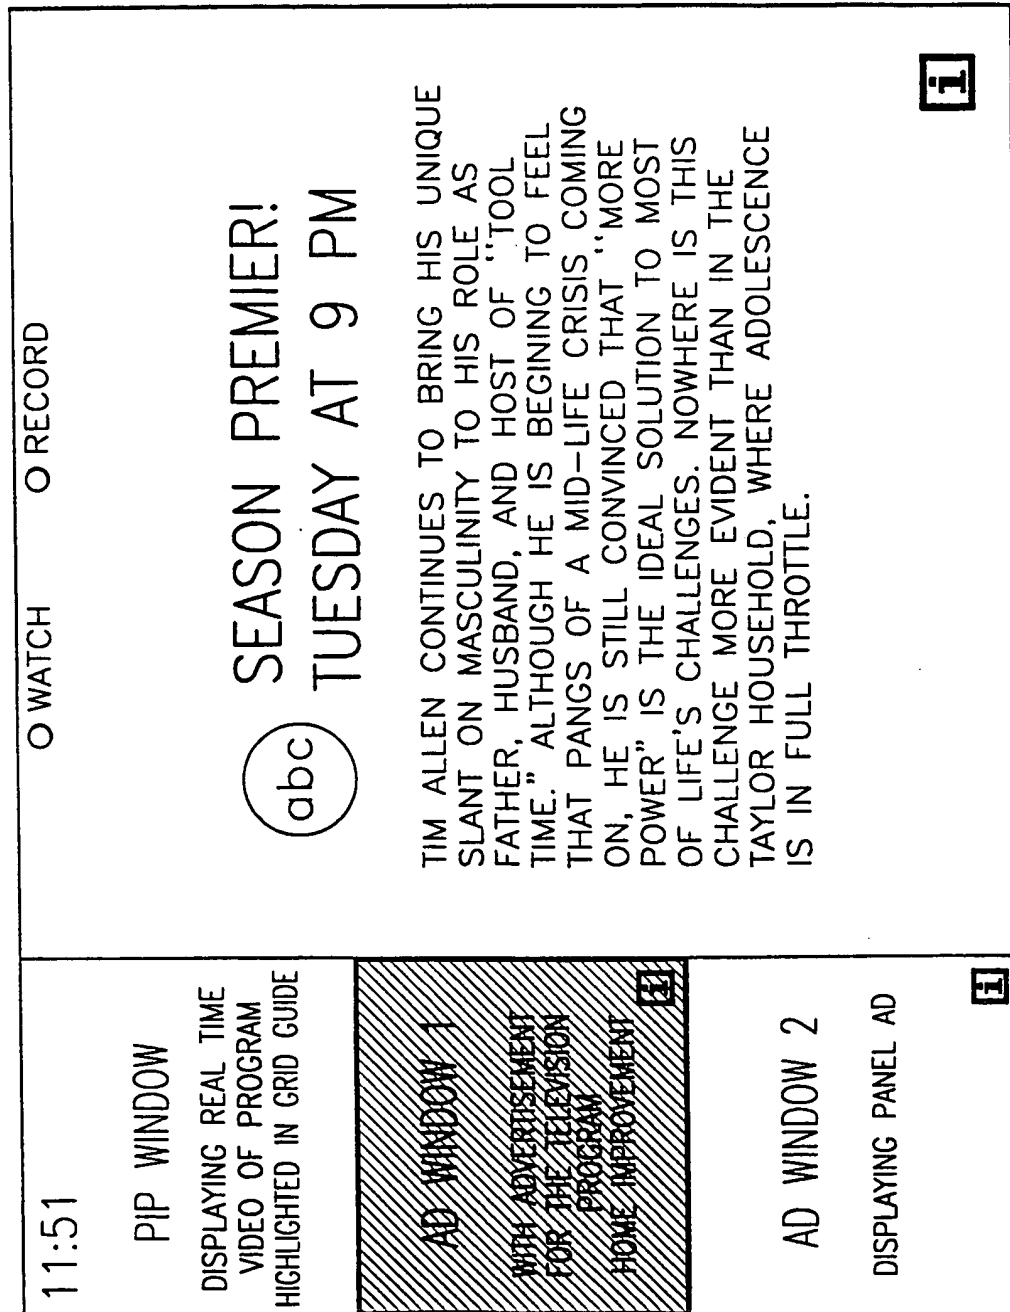 11:51
PIP WINDOW
DISPLAYING REAL TIME
VIDEO OF PROGRAM
HIGHLIGHTED IN GRID GUIDE
AD WINDOW 1
WITH ADVERTISEMENT
FOR THE TELEVISION
PROGRAM
HOME IMPROVEMENT
i
AD WINDOW 2
DISPLAYING PANEL AD
i
O WATCH O RECORD
abc
SEASON PREMIER!
TUESDAY AT 9 PM
TIM ALLEN CONTINUES TO BRING HIS UNIQUE
SLANT ON MASCULINITY TO HIS ROLE AS
FATHER, HUSBAND, AND HOST OF "TOOL
TIME." ALTHOUGH HE IS BEGINING TO FEEL
THAT PANGS OF A MID-LIFE CRISIS COMING
ON, HE IS STILL CONVINCED THAT "MORE
POWER" IS THE IDEAL SOLUTION TO MOST
OF LIFE'S CHALLENGES. NOWHERE IS THIS
CHALLENGE MORE EVIDENT THAN IN THE
TAYLOR HOUSEHOLD, WHERE ADOLESCENCE
IS IN FULL THROTTLE.
i